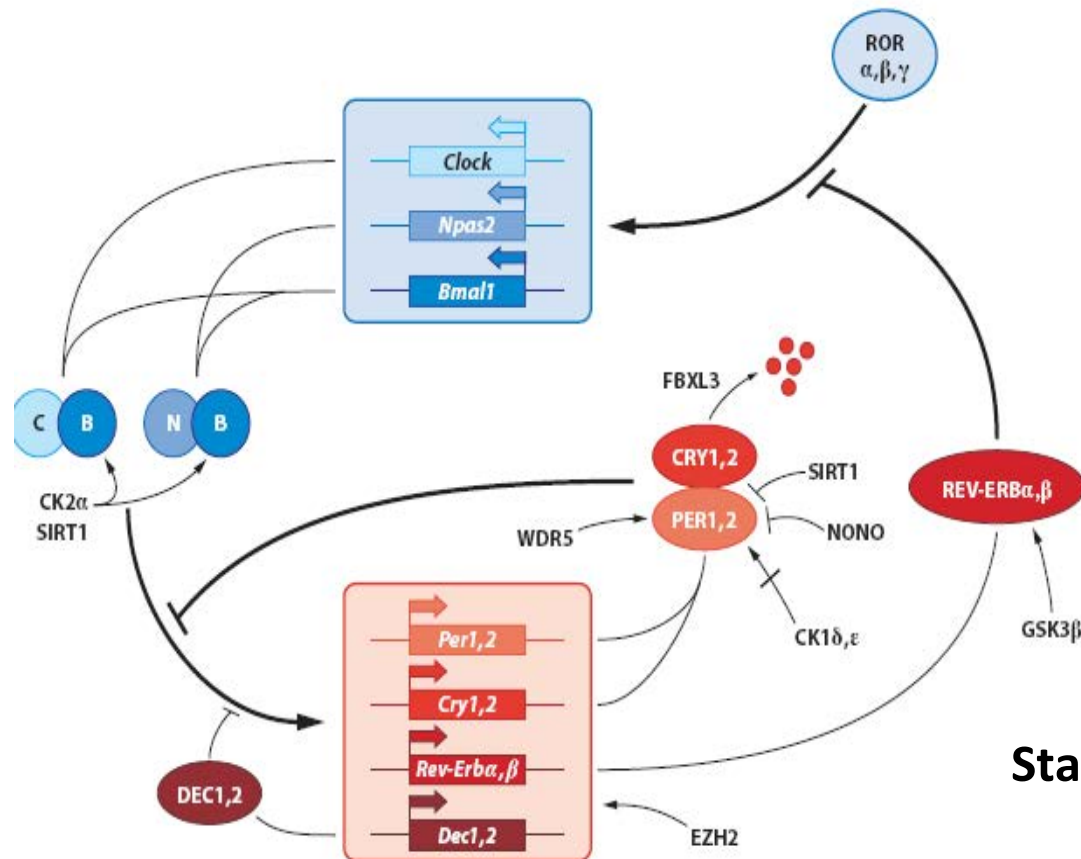 ROR
α,β,γ
Clock
Npas2
Bmal1
FBXL3
C B
N B
CRY1,2
SIRT1
REV-ERBα,β
CK2α
SIRT1
WDR5
PER1,2
NONO
Per1,2
CK1δ,ε
GSK3β
Cry1,2
Rev-Erbα,β
Sta
DEC1,2
Dec1,2
EZH2